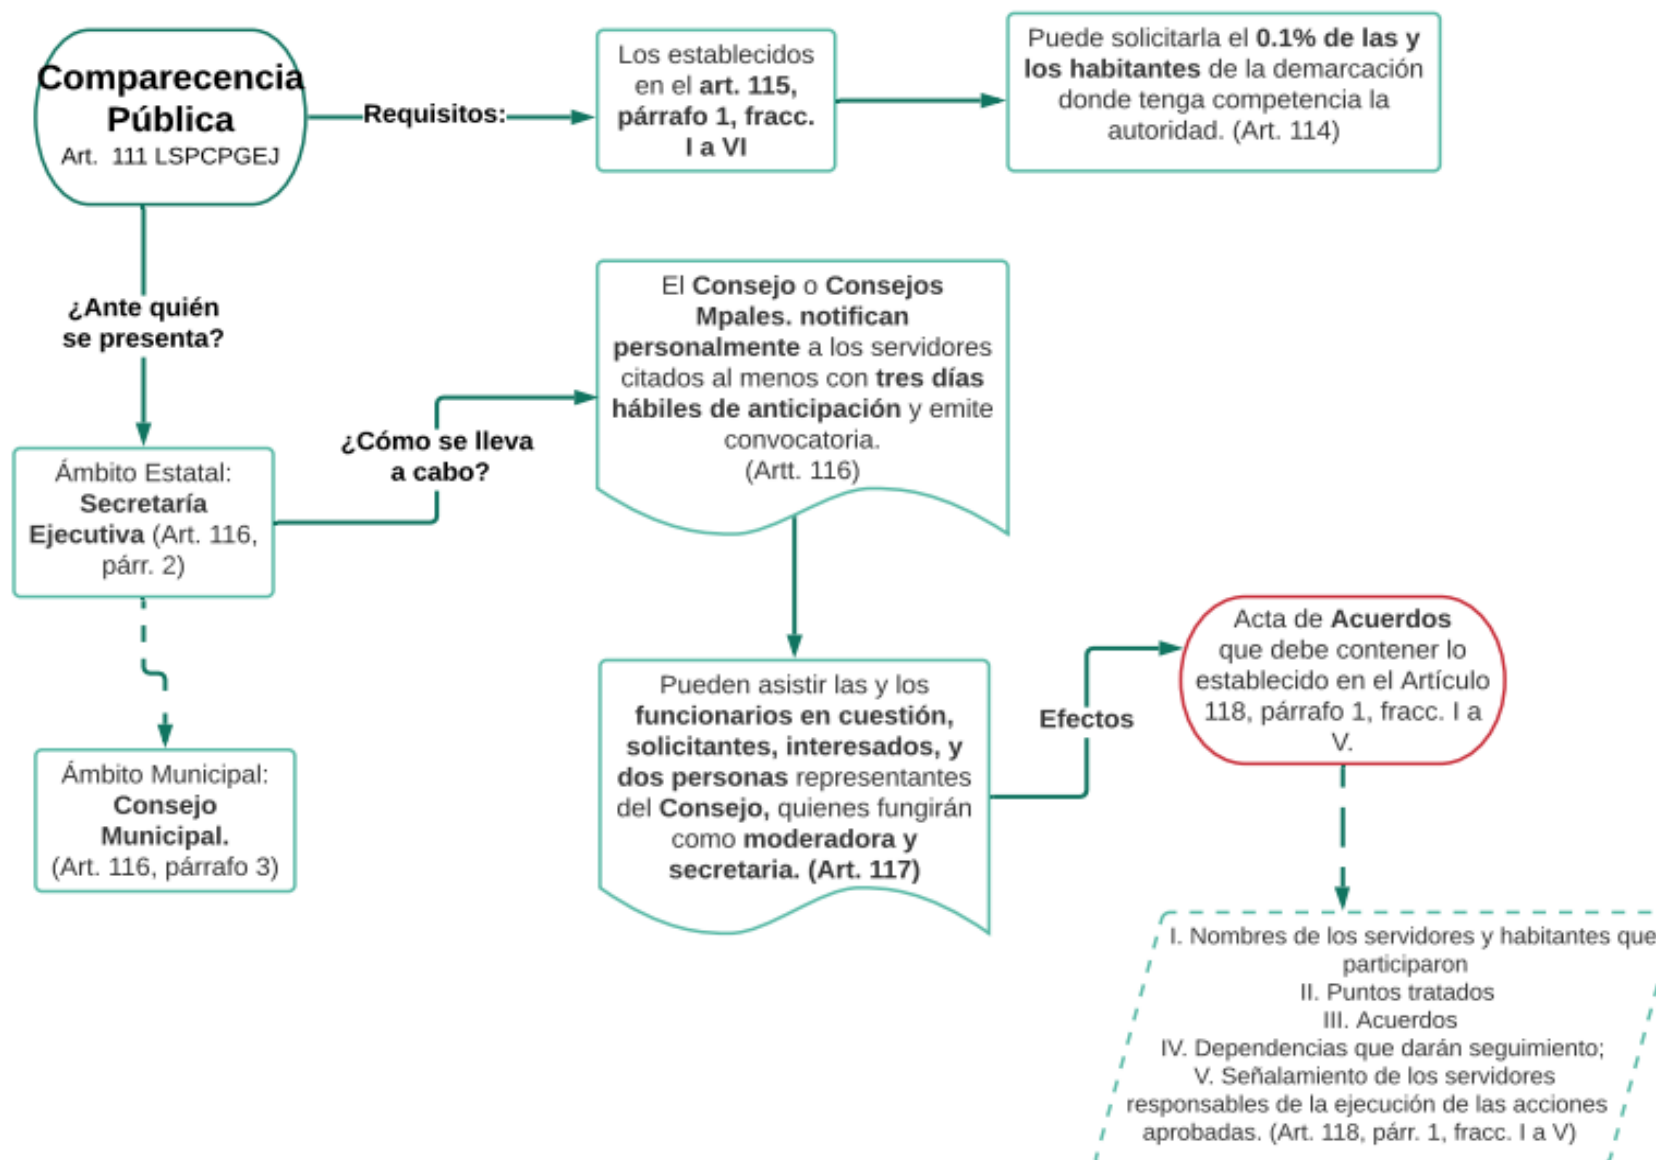 Comparecencia
Pública
Art. 111 LSPCPGEJ
Requisitos:
Los establecidos
en el art. 115,
párrafo 1, fracc.
I a VI
Puede solicitarla el 0.1% de las y
los habitantes de la demarcación
donde tenga competencia la
autoridad. (Art. 114)
¿Ante quién
se presenta?
Ámbito Estatal:
Secretaría
Ejecutiva (Art. 116,
párr. 2)
Ámbito Municipal:
Consejo
Municipal.
(Art. 116, párrafo 3)
¿Cómo se lleva
a cabo?
El Consejo o Consejos
Mpales. notifican
personalmente a los servidores
citados al menos con tres días
hábiles de anticipación y emite
convocatoria.
(Artt. 116)
Pueden asistir las y los
funcionarios en cuestión,
solicitantes, interesados, y
dos personas representantes
del Consejo, quienes fungirán
como moderadora y
secretaria. (Art. 117)
Efectos
Acta de Acuerdos
que debe contener lo
establecido en el Artículo
118, párrafo 1, fracc. I a
V.
I. Nombres de los servidores y habitantes que
participaron
II. Puntos tratados
III. Acuerdos
IV. Dependencias que darán seguimiento;
V. Señalamiento de los servidores
responsables de la ejecución de las acciones
aprobadas. (Art. 118, párr. 1, fracc. I a V)